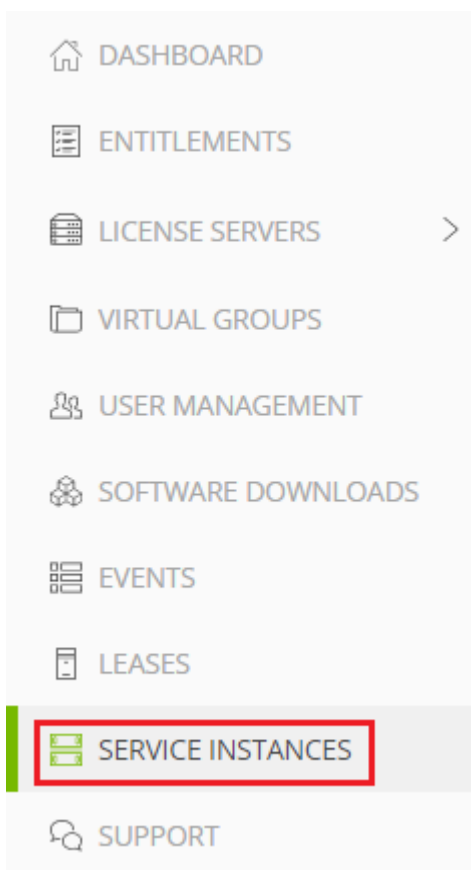 DASHBOARD
ENTITLEMENTS
LICENSE SERVERS
VIRTUAL GROUPS
USER MANAGEMENT
SOFTWARE DOWNLOADS
EVENTS
LEASES
SERVICE INSTANCES
SUPPORT